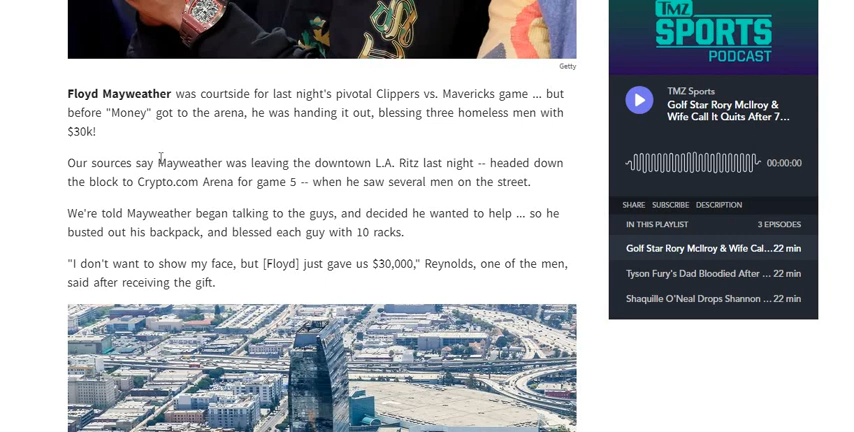 Getty
Floyd Mayweather was courtside for last night's pivotal Clippers vs. Mavericks game ... but
before "Money" got to the arena, he was handing it out, blessing three homeless men with
$30k!
Our sources say Mayweather was leaving the downtown L.A. Ritz last night -- headed down
the block to Crypto.com Arena for game 5 -- when he saw several men on the street.
We're told Mayweather began talking to the guys, and decided he wanted to help ... so he
busted out his backpack, and blessed each guy with 10 racks.
"I don't want to show my face, but [Floyd] just gave us $30,000," Reynolds, one of the men,
said after receiving the gift.
TMZ
SPORTS
PODCAST
TMZ Sports
Golf Star Rory McIlroy &
Wife Call It Quits After 7...
00:00:00
SHARE SUBSCRIBE DESCRIPTION
IN THIS PLAYLIST 3 EPISODES
Golf Star Rory McIlroy & Wife Cal... 22 min
Tyson Fury's Dad Bloodied After ... 22 min
Shaquille O'Neal Drops Shannon ... 22 min